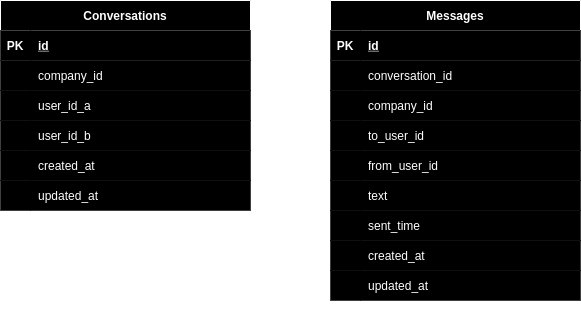 Conversations
PK id
company_id
user_id_a
user_id_b
created_at
updated_at
Messages
PK id
conversation_id
company_id
to_user_id
from_user_id
text
sent_time
created_at
updated_at